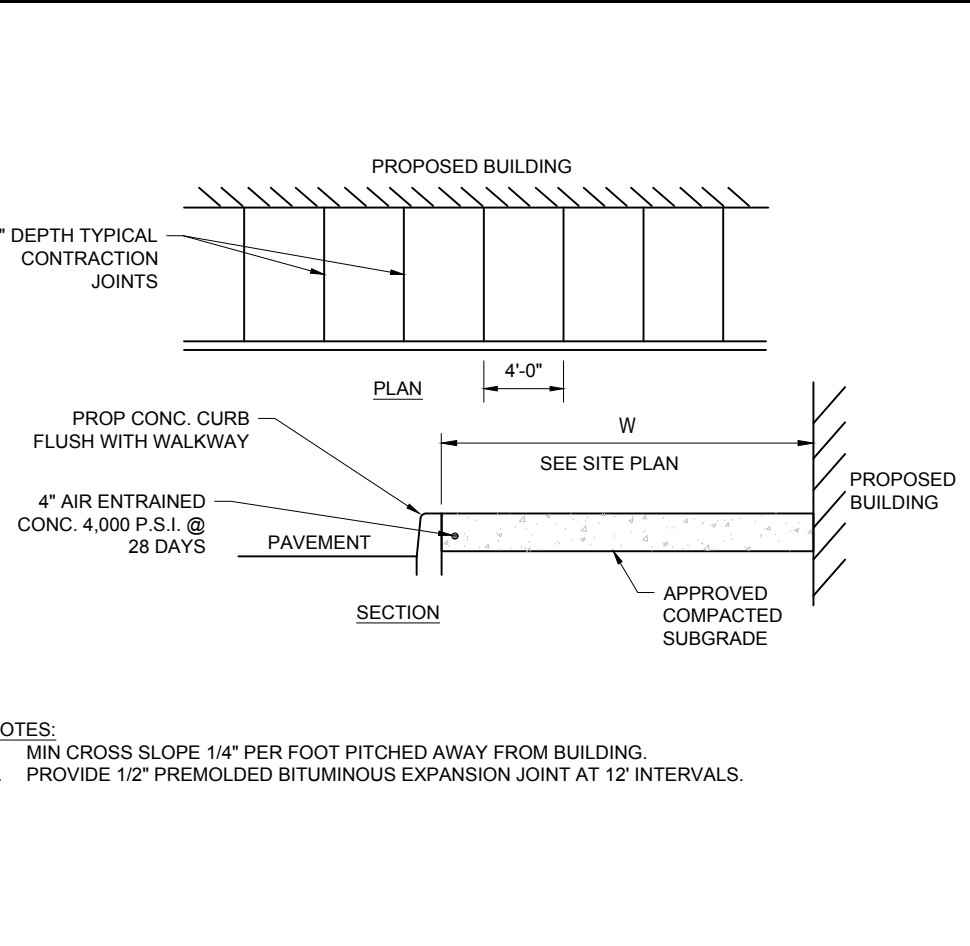 PROPOSED BUILDING
" DEPTH TYPICAL
CONTRACTION
JOINTS
4'-0"
PLAN
PROP CONC. CURB
FLUSH WITH WALKWAY
W
SEE SITE PLAN
PROPOSED
BUILDING
4" AIR ENTRAINED
CONC. 4,000 P.S.I. @
28 DAYS
PAVEMENT
APPROVED
COMPACTED
SUBGRADE
SECTION
OTES:
MIN CROSS SLOPE 1/4" PER FOOT PITCHED AWAY FROM BUILDING.
. PROVIDE 1/2" PREMOLDED BITUMINOUS EXPANSION JOINT AT 12' INTERVALS.